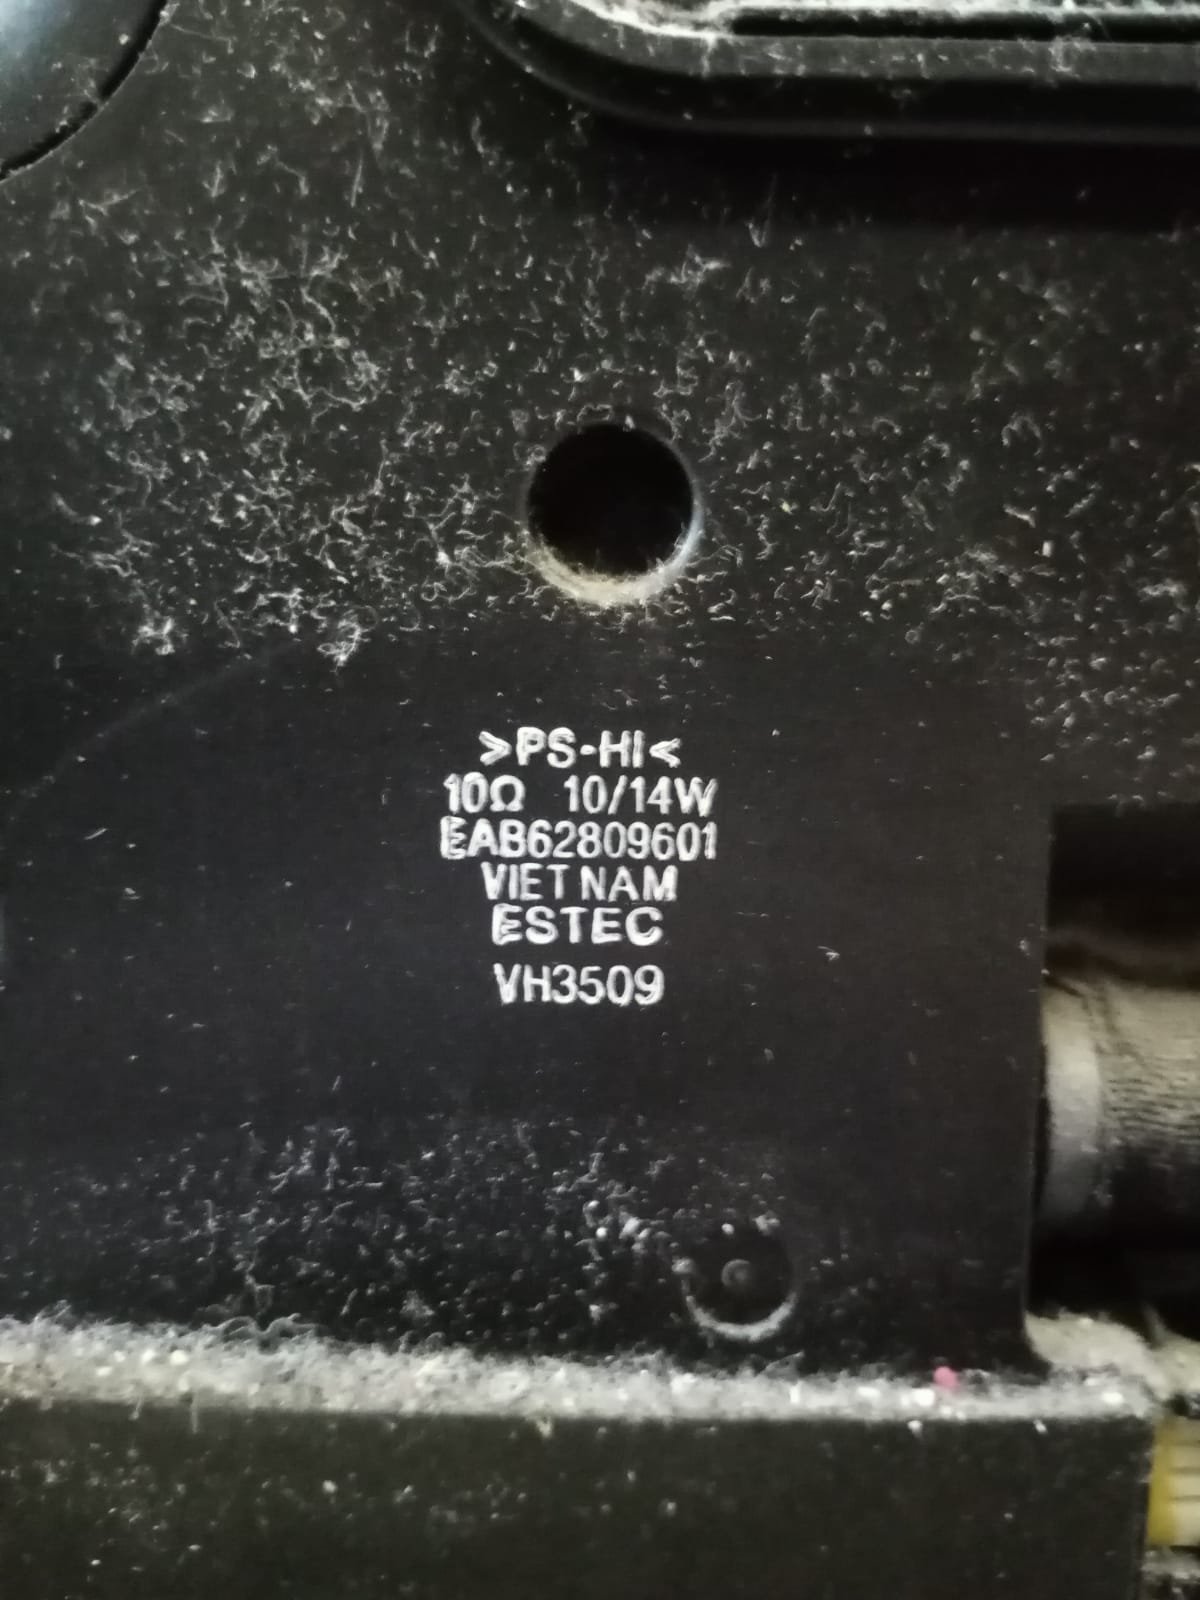 >PS-HI<
10Ω 10/14W
EAB62809601
VIET NAM
ESTEC
VH3509